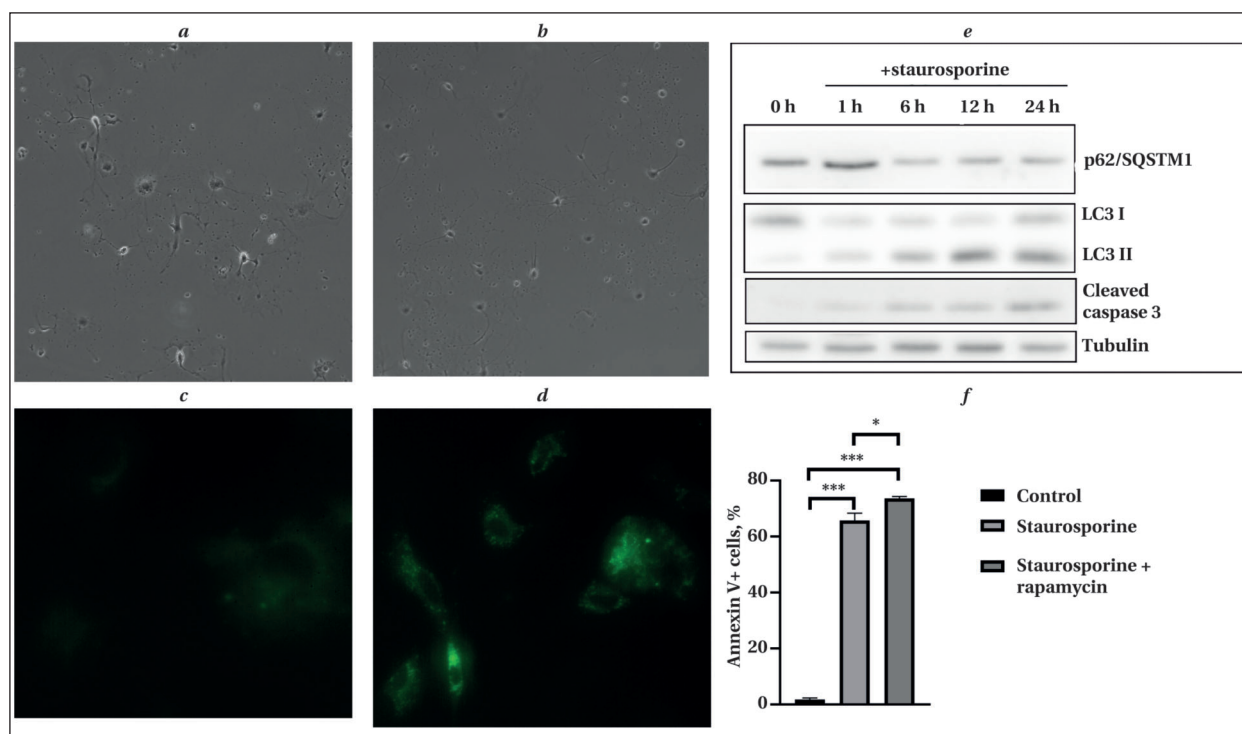 a
b
e
+staurosporine
0 h 1 h 6 h 12 h 24 h
p62/SQSTM1
LC3 I
LC3 II
Cleaved
caspase 3
Tubulin
c
d
f
*
***
***
80
60
40
20
0
Annexin V+ cells, %
Control
Staurosporine
Staurosporine +
rapamycin